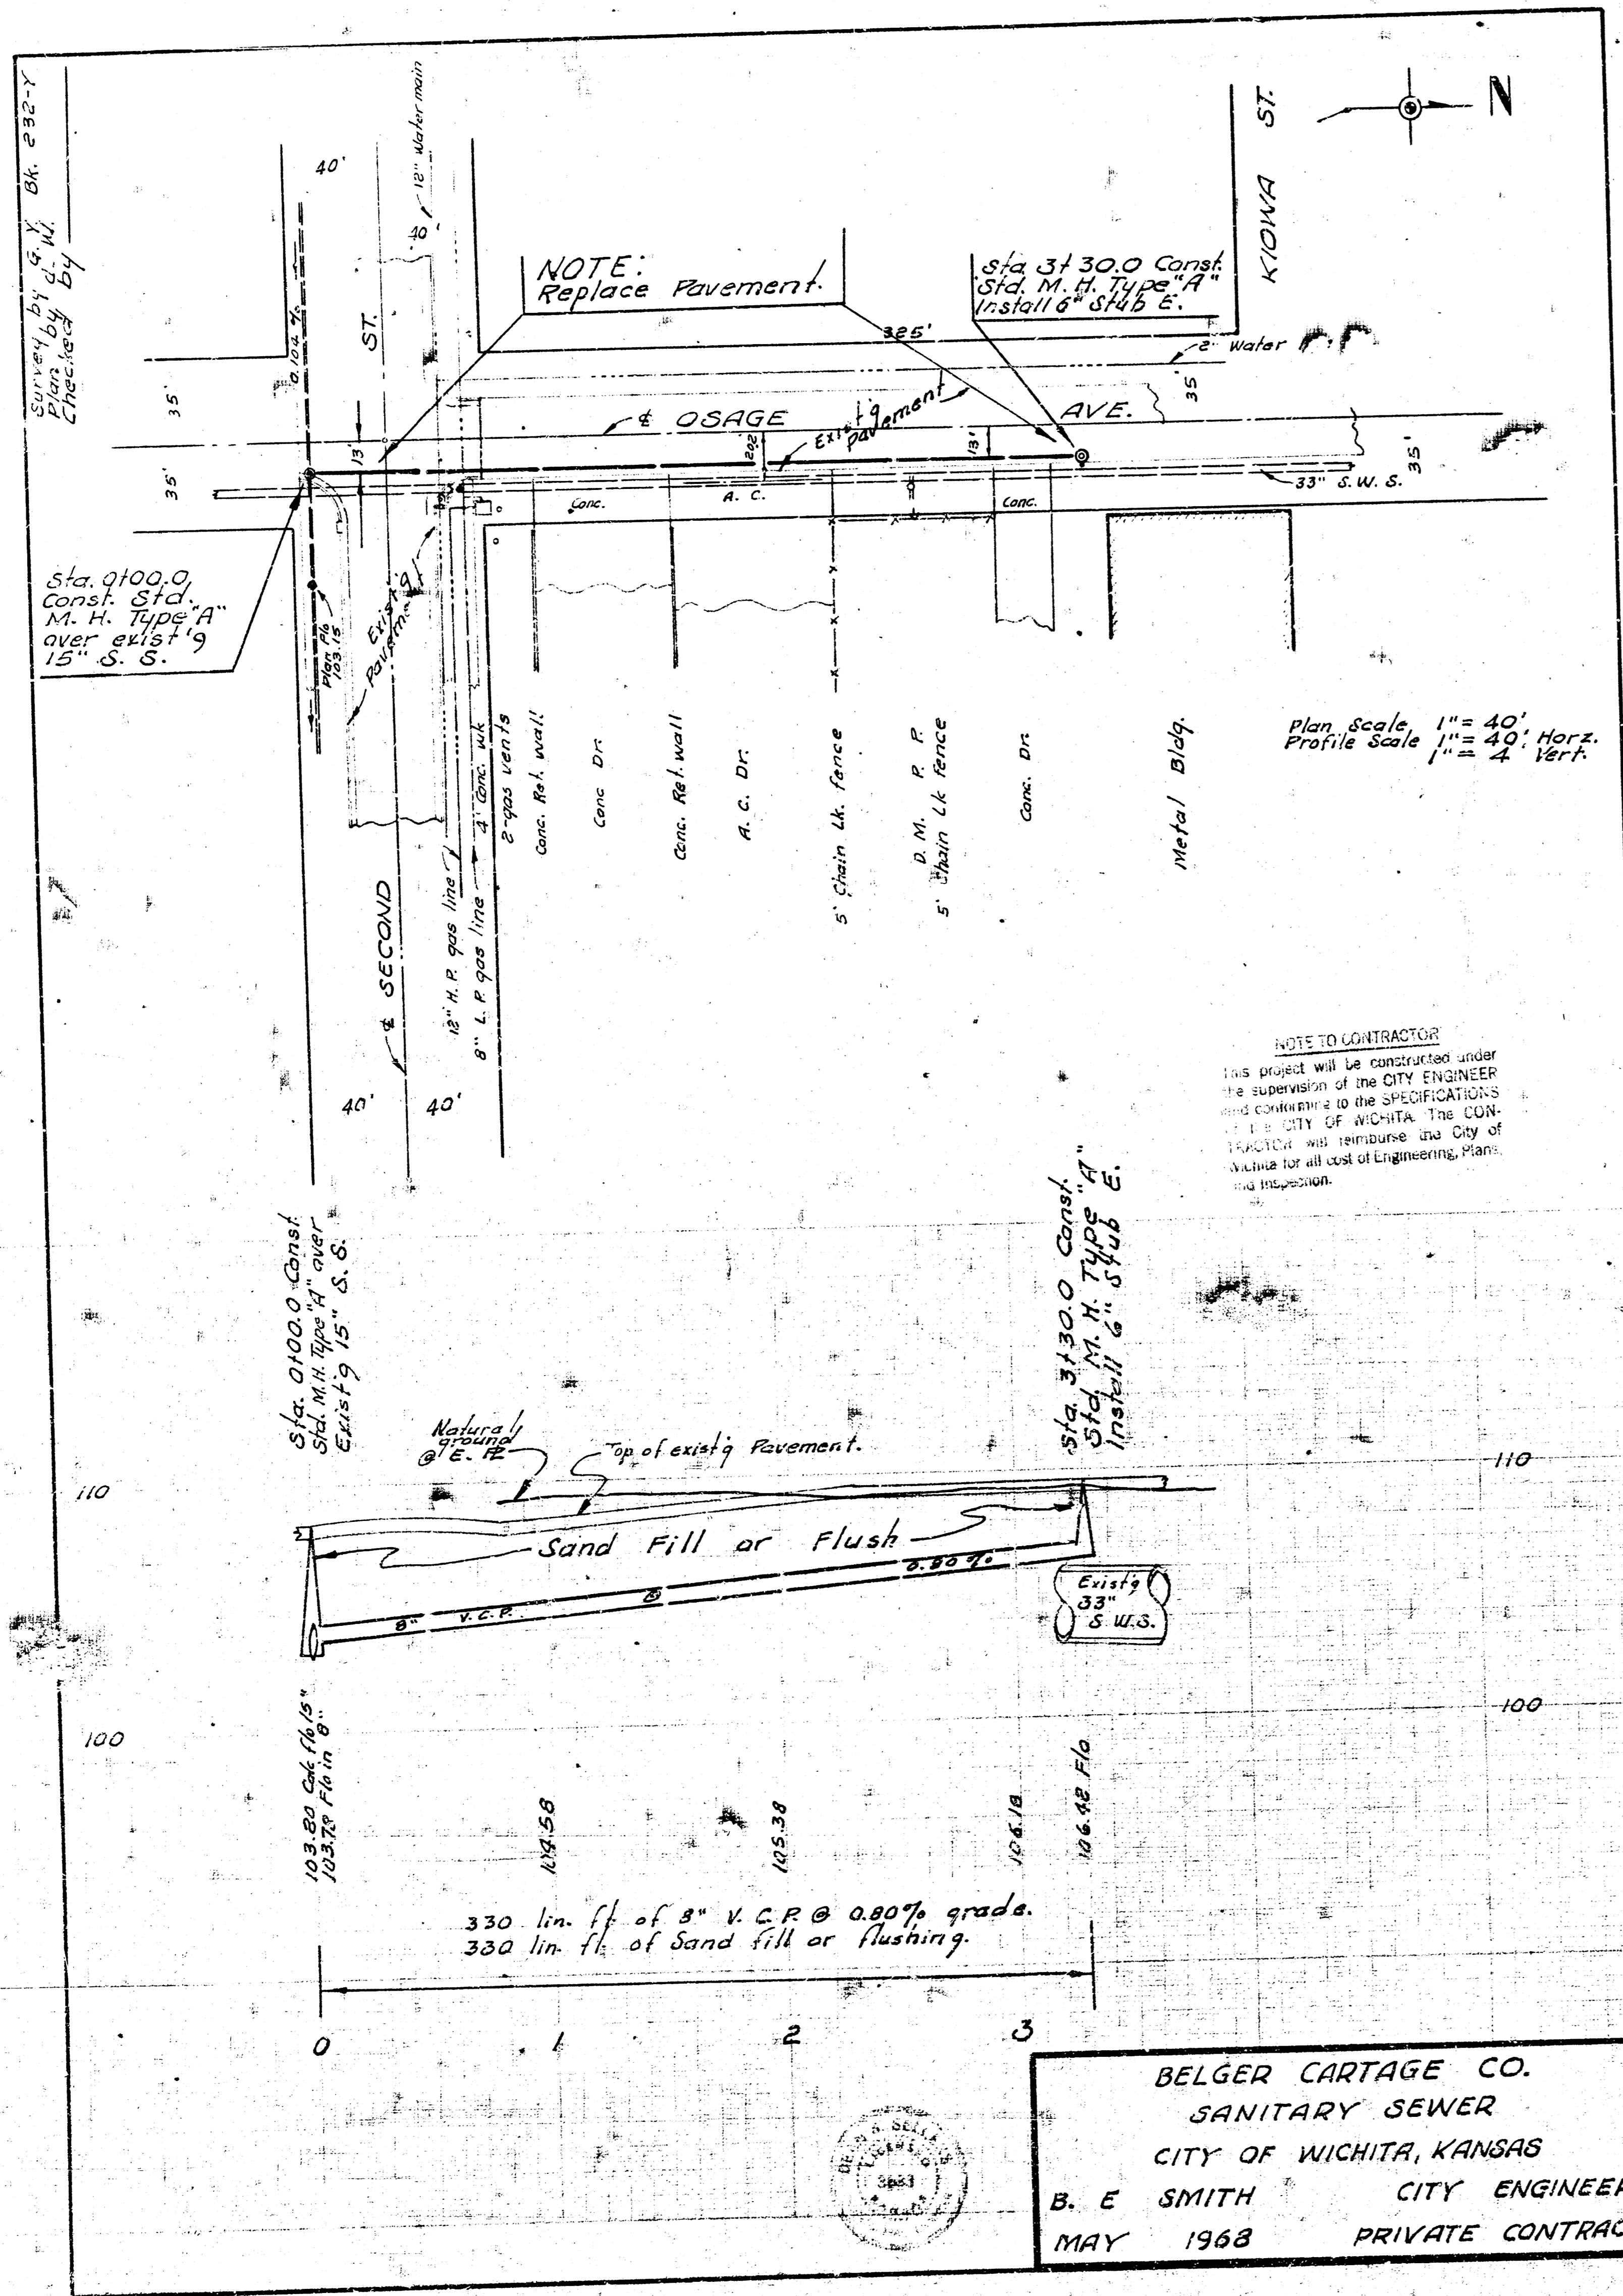 Survey by G. Y. Bk. 232-Y
Plan by J. W.
Checked by
40'
12" Water main
40'
ST.
0.102 %
NOTE:
Replace Pavement.
Sta 3+30.0 Const.
Std. M. H. Type "A"
Install 6" Stub E.
KIOWA ST.
N
325'
2" Water
35'
35'
35'
35'
13'
℄ OSAGE AVE.
Exist'g
Pavement
13'
33" S. W. S.
Conc.
A. C.
Conc.
Sta. 0+00.0,
Const. Std.
M. H. Type "A"
over exist'g
15" S. S.
Plan Flo
103.15
Exist'g
Pavem't
4' Conc. wk
2-gas vents
Conc. Ret. wall
Conc Dr.
Conc. Ret. wall
A. C. Dr.
5' Chain Lk. Fence
D. M. P. P.
5' Chain Lk Fence
Conc. Dr.
Metal Bldg.
Plan Scale 1" = 40'
Profile Scale 1" = 40' Horz.
1" = 4' Vert.
℄ SECOND
12" H. P. gas line
8" L. P. gas line
40'
40'
NOTE TO CONTRACTOR
This project will be constructed under
the supervision of the CITY ENGINEER
and conforming to the SPECIFICATIONS
of the CITY OF WICHITA. The CON-
TRACTOR will reimburse the City of
Wichita for all cost of Engineering, Plans,
and Inspection.
Sta. 0+00.0 Const
Std. M.H. Type "A" over
Exist'g 15" S. S.
Sta. 3+30.0 Const.
Std. M. H. Type "A"
Install 6" Stub E.
Natural
ground
@ E. PL
Top of exist'g Pavement.
110
110
Sand Fill or Flush
8" V.C.P. @ 0.80 %
Exist'g
33"
S.W.S.
100
100
103.80 Calc Flo 15"
103.78 Flo in 8"
104.58
105.38
106.18
106.42 Flo
330 lin. ft of 8" V. C. P. @ 0.80% grade.
330 lin. ft. of Sand fill or flushing.
0 1 2 3
BELGER CARTAGE CO.
SANITARY SEWER
CITY OF WICHITA, KANSAS
B. E SMITH CITY ENGINEER
MAY 1968 PRIVATE CONTRAC